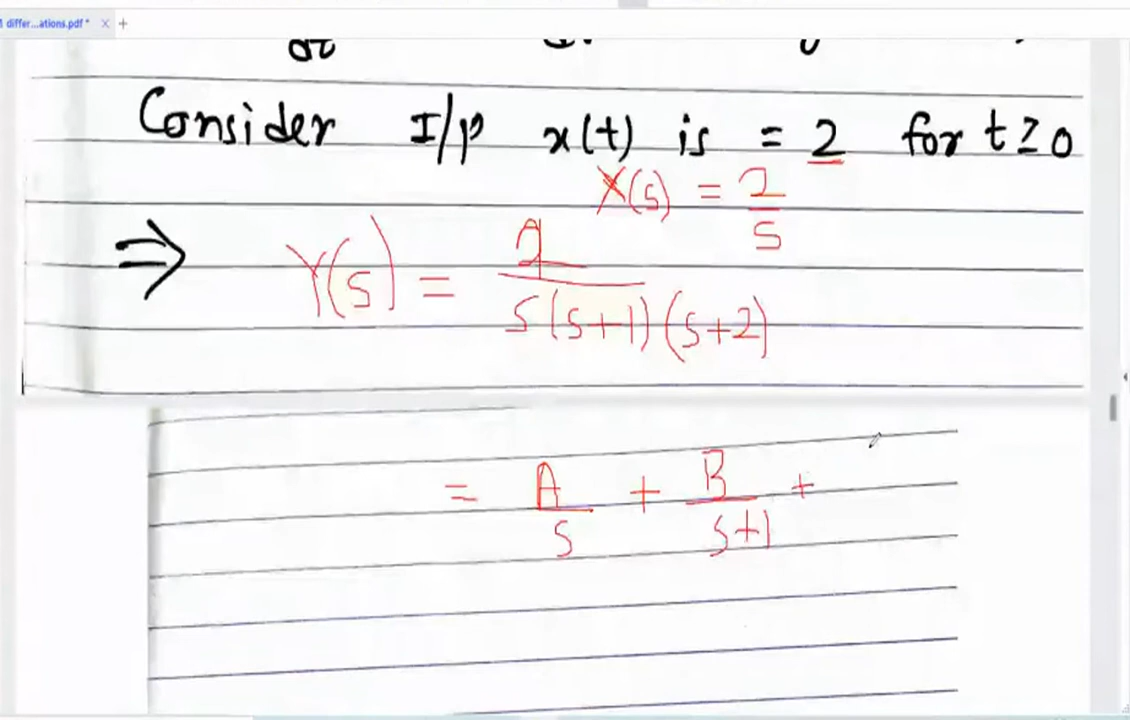 differ...ations.pdf * × +
Consider I/p x(t) is = 2 for t ≥ 0
X(s) = 2/s
⇒ Y(s) = 2/s(s+1)(s+2)
= A/s + B/s+1 +